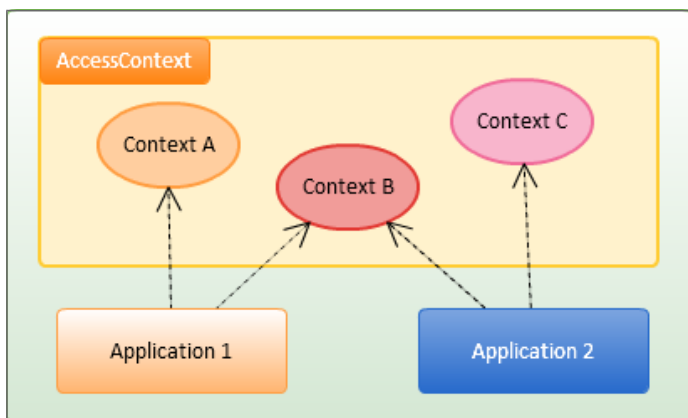 AccessContext
Context A
Context B
Context C
Application 1
Application 2